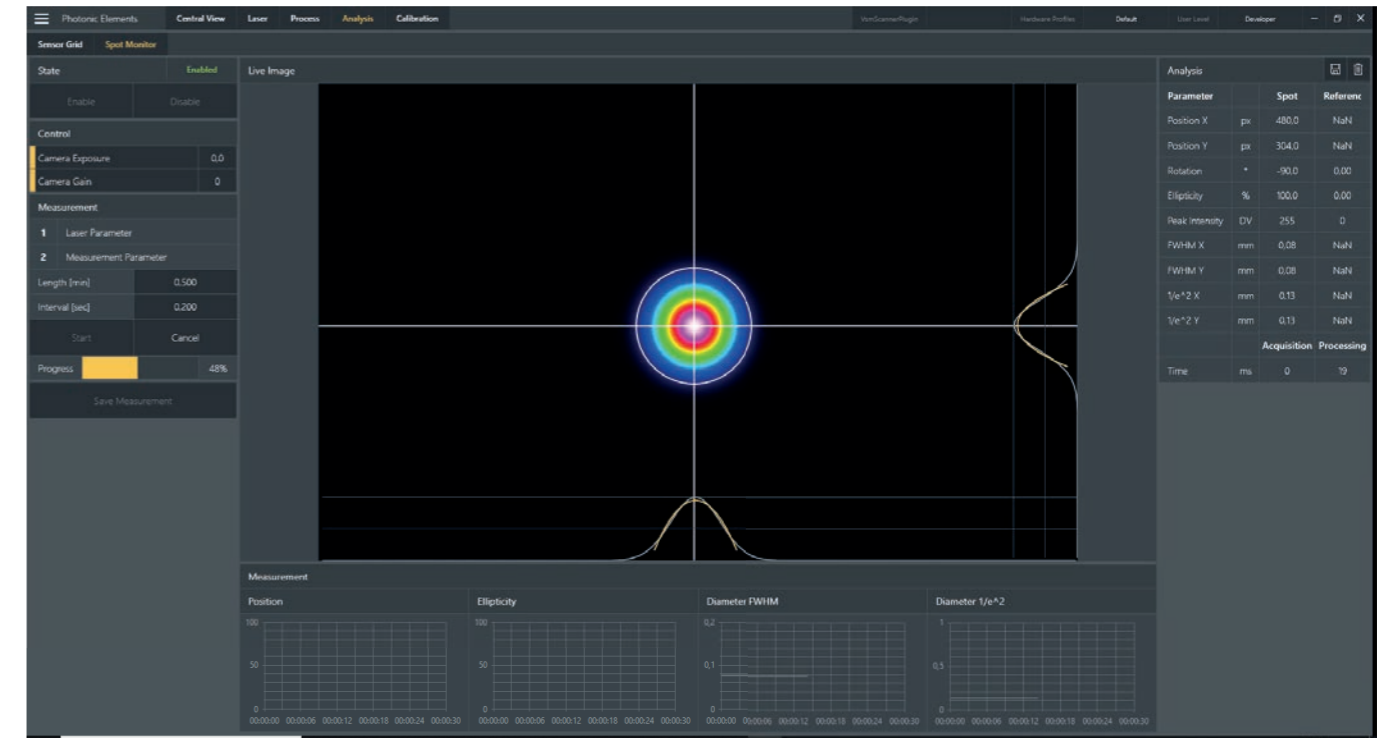 Photonic Elements Central View Laser Process Analysis Calibration VomScannerPlugin Hardware Profiles Default User Level Developer
Sensor Grid Spot Monitor
State Enabled
Enable Disable
Control
Camera Exposure 0,0
Camera Gain 0
Measurement
1 Laser Parameter
2 Measurement Parameter
Length [min] 0.500
Interval [sec] 0.200
Start Cancel
Progress 48%
Save Measurement
Live Image
Analysis
Parameter Spot Referenc
Position X px 480,0 NaN
Position Y px 304,0 NaN
Rotation ° -90,0 0,00
Ellipticity % 100,0 0,00
Peak Intensity DV 255 0
FWHM X mm 0,08 NaN
FWHM Y mm 0,08 NaN
1/e^2 X mm 0,13 NaN
1/e^2 Y mm 0,13 NaN
Acquisition Processing
Time ms 0 19
Measurement
Position
100
50
0
00:00:00 00:00:06 00:00:12 00:00:18 00:00:24 00:00:30
Ellipticity
100
50
0
00:00:00 00:00:06 00:00:12 00:00:18 00:00:24 00:00:30
Diameter FWHM
0,2
0,1
0
00:00:00 00:00:06 00:00:12 00:00:18 00:00:24 00:00:30
Diameter 1/e^2
1
0,5
0
00:00:00 00:00:06 00:00:12 00:00:18 00:00:24 00:00:30